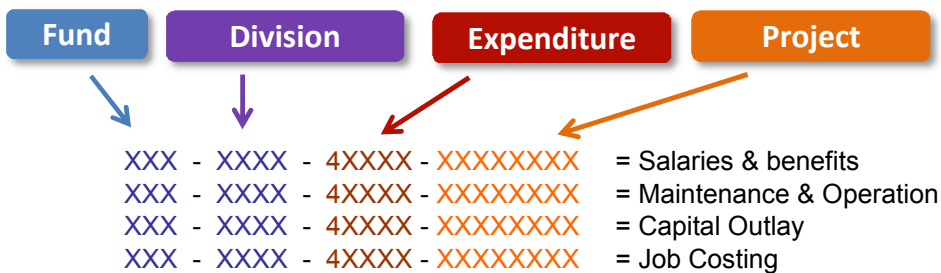 Fund Division Expenditure Project
XXX - XXXX - 4XXXX - XXXXXXXX = Salaries & benefits
XXX - XXXX - 4XXXX - XXXXXXXX = Maintenance & Operation
XXX - XXXX - 4XXXX - XXXXXXXX = Capital Outlay
XXX - XXXX - 4XXXX - XXXXXXXX = Job Costing